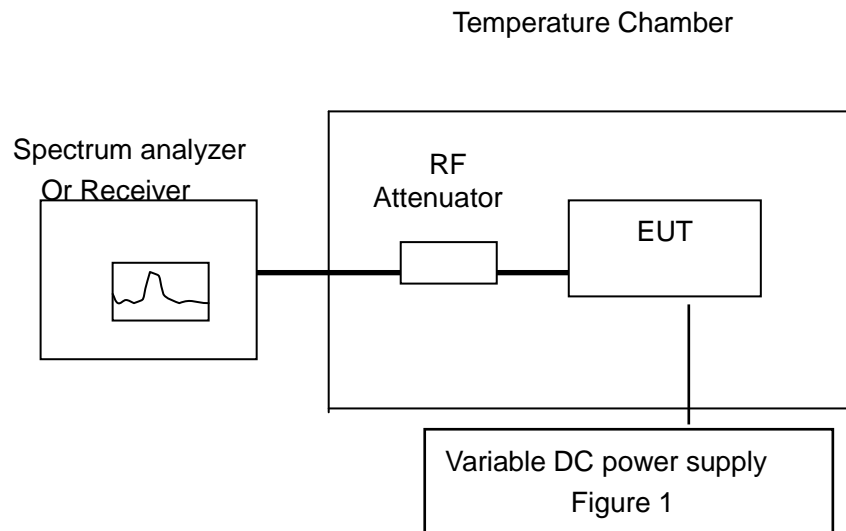 Temperature Chamber
Spectrum analyzer
Or Receiver
RF
Attenuator
EUT
Variable DC power supply
Figure 1